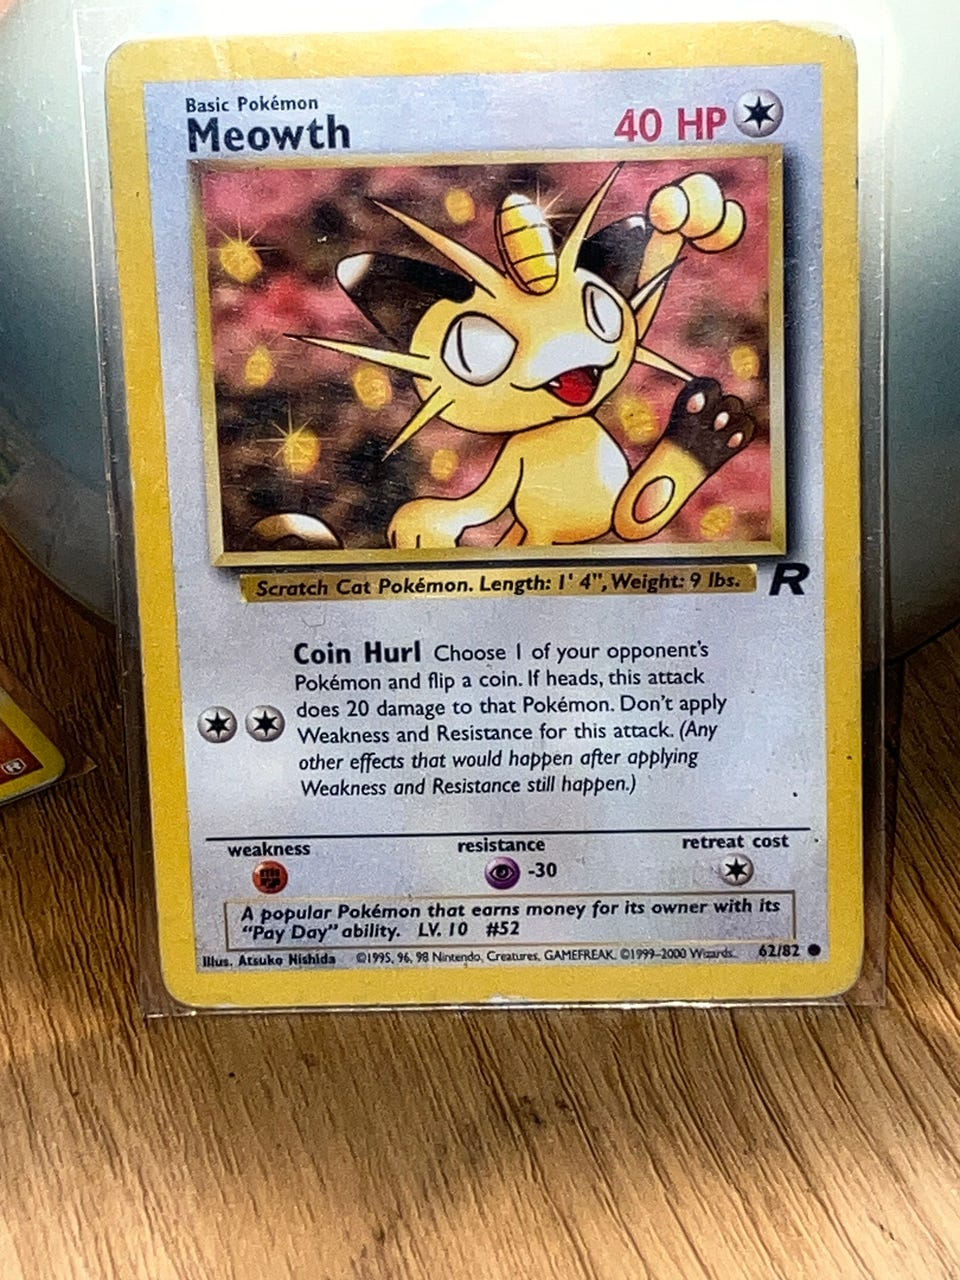 Basic Pokémon
Meowth
40 HP
Scratch Cat Pokémon. Length: 1' 4", Weight: 9 lbs.
R
Coin Hurl Choose 1 of your opponent's
Pokémon and flip a coin. If heads, this attack
does 20 damage to that Pokémon. Don't apply
Weakness and Resistance for this attack. (Any
other effects that would happen after applying
Weakness and Resistance still happen.)
weakness
resistance
retreat cost
-30
A popular Pokémon that earns money for its owner with its
"Pay Day" ability. LV. 10 #52
Illus. Atsuko Nishida ©1995, 96, 98 Nintendo, Creatures, GAMEFREAK. ©1999-2000 Wizards. 62/82
R